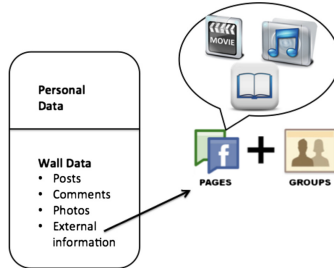 MOVIE
Personal
Data
Wall Data
• Posts
• Comments
• Photos
• External
information
f
+
PAGES
GROUPS